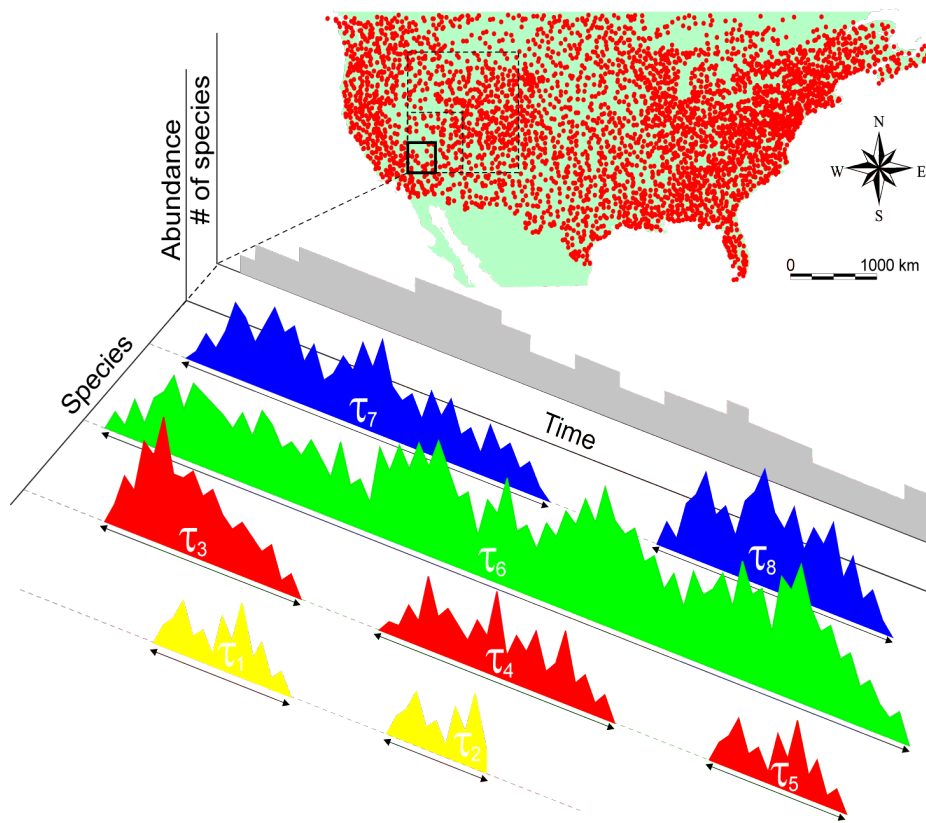 N
W E
S
0 1000 km
Abundance
# of species
Species
Time
τ7
τ8
τ6
τ3
τ4
τ1
τ2
τ5